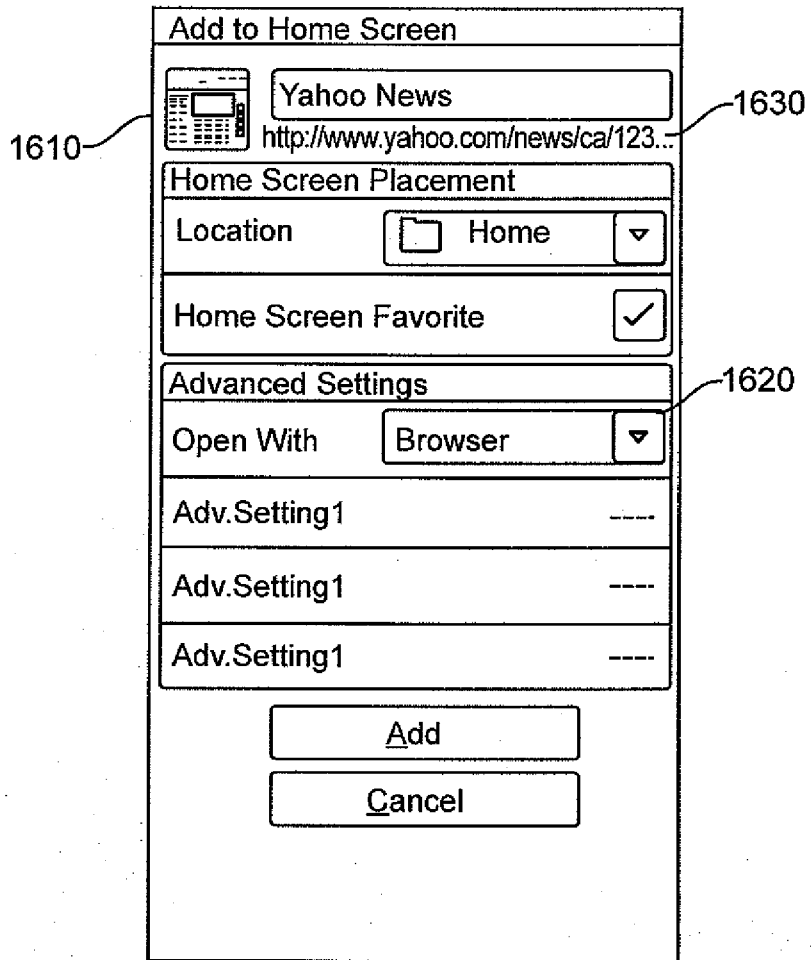 Add to Home Screen
Yahoo News
1630
1610
http://www.yahoo.com/news/ca/123...
Home Screen Placement
Location Home
Home Screen Favorite
Advanced Settings
1620
Open With Browser
Adv.Setting1 ----
Adv.Setting1 ----
Adv.Setting1 ----
Add
Cancel